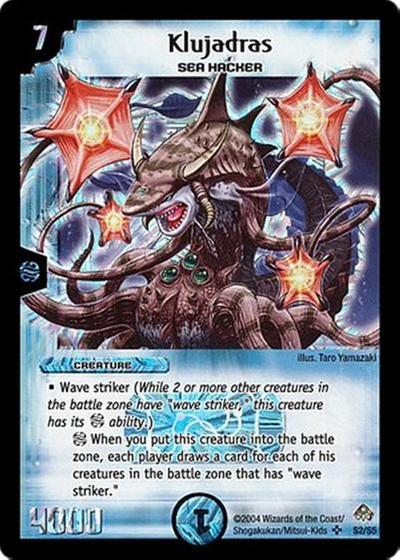 7
Klujadras
SEA HACKER
illus. Taro Yamazaki
CREATURE
▪ Wave striker (While 2 or more other creatures in
the battle zone have "wave striker," this creature
has its ability.)
When you put this creature into the battle
zone, each player draws a card for each of his
creatures in the battle zone that has "wave
striker."
4000
©2004 Wizards of the Coast/
Shogakukan/Mitsui-Kids S2/S5